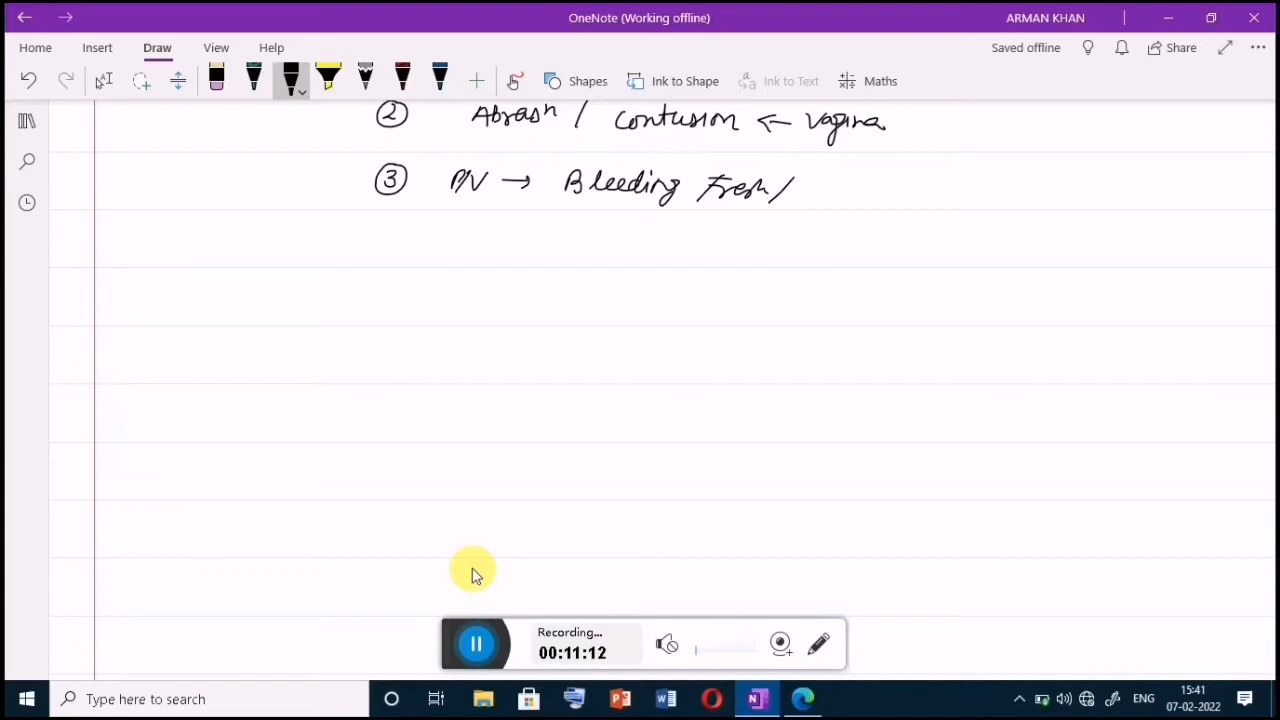 OneNote (Working offline)
ARMAN KHAN
Home Insert Draw View Help
Saved offline Share
Shapes Ink to Shape Ink to Text Maths
② Abrash / contusion ← vagina
③ P/V → Bleeding Fresh/
Recording...
00:11:12
Type here to search
ENG
15:41
07-02-2022